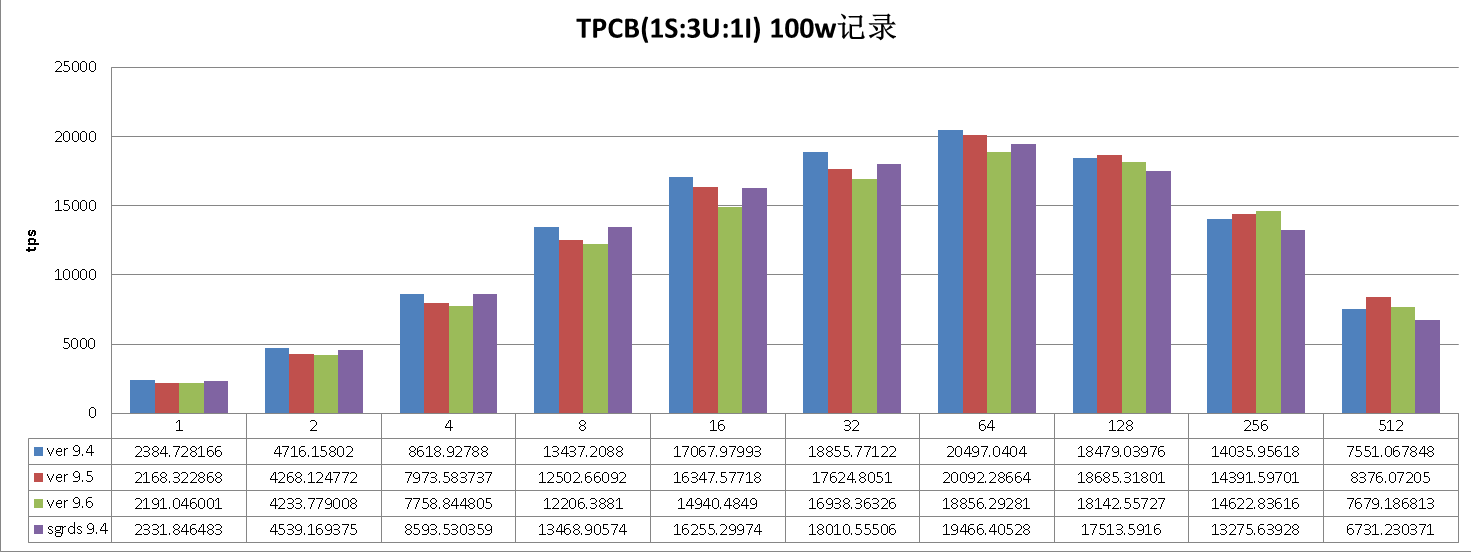 TPCB(1S:3U:1I) 100w记录
25000
20000
15000
10000
5000
0
tps
1 2 4 8 16 32 64 128 256 512
ver 9.4 2384.728166 4716.15802 8618.92788 13437.2088 17067.97993 18855.77122 20497.0404 18479.03976 14035.95618 7551.067848
ver 9.5 2168.322868 4268.124772 7973.583737 12502.66092 16347.57718 17624.8051 20092.28664 18685.31801 14391.59701 8376.07205
ver 9.6 2191.046001 4233.779008 7758.844805 12206.3881 14940.4849 16938.36326 18856.29281 18142.55727 14622.83616 7679.186813
sgrds 9.4 2331.846483 4539.169375 8593.530359 13468.90574 16255.29974 18010.55506 19466.40528 17513.5916 13275.63928 6731.230371